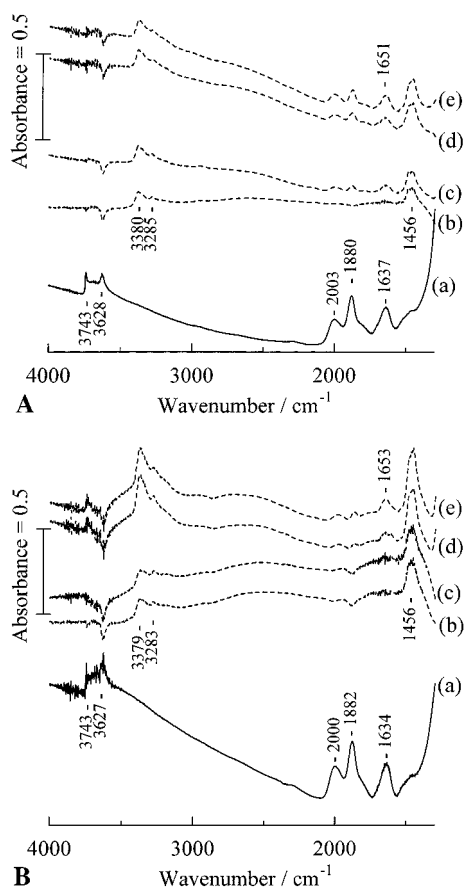 Absorbance = 0.5
1651
(e)
(d)
(c)
(b)
3380
3285
1456
(a)
3743
3628
2003
1880
1637
4000 3000 2000
A
Wavenumber / cm-1
Absorbance = 0.5
1653
(e)
(d)
(c)
(b)
3379
3283
1456
(a)
3743
3627
2000
1882
1634
4000 3000 2000
B
Wavenumber / cm-1